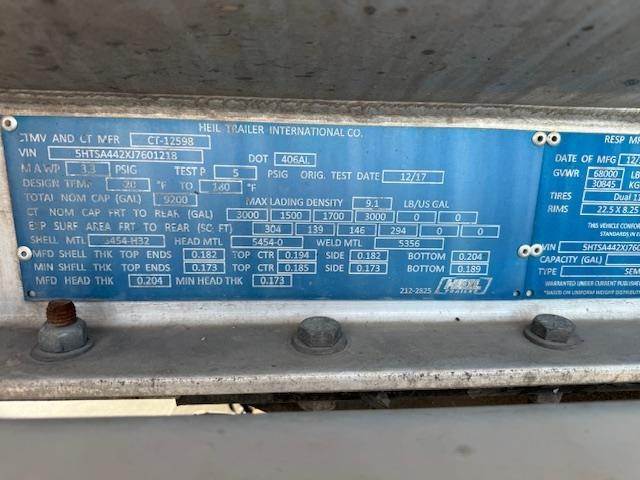 HEIL TRAILER INTERNATIONAL CO.
CTMV AND CT MFR CT-12598
VIN 5HTSA442XJ7601218 DOT 406AL
MAWP 3.3 PSIG TEST P 5 PSIG ORIG. TEST DATE 12/17
DESIGN TEMP -20 °F TO 180 °F
TOTAL NOM CAP (GAL) 9200 MAX LADING DENSITY 9.1 LB/US GAL
CT NOM CAP FRT TO REAR (GAL) 3000 1500 1700 3000 0 0
EXP SURF AREA FRT TO REAR (SQ FT) 304 139 146 294 0 0
SHELL MTL 5454-H32 HEAD MTL 5454-0 WELD MTL 5356
MFD SHELL THK TOP ENDS 0.182 TOP CTR 0.194 SIDE 0.182 BOTTOM 0.204
MIN SHELL THK TOP ENDS 0.173 TOP CTR 0.185 SIDE 0.173 BOTTOM 0.189
MFD HEAD THK 0.204 MIN HEAD THK 0.173
212-2825 HEIL TRAILER
RESP MF
DATE OF MFG 12/
GVWR 68000 LB
30845 KG
TIRES Dual 11
RIMS 22.5 X 8.25
THIS VEHICLE CONFOR
STANDARDS IN E
VIN 5HTSA442XJ760
CAPACITY (GAL)
TYPE SEM
WARRANTED UNDER CURRENT PUBLISHE
*BASED ON UNIFORM WEIGHT DISTRIBUT